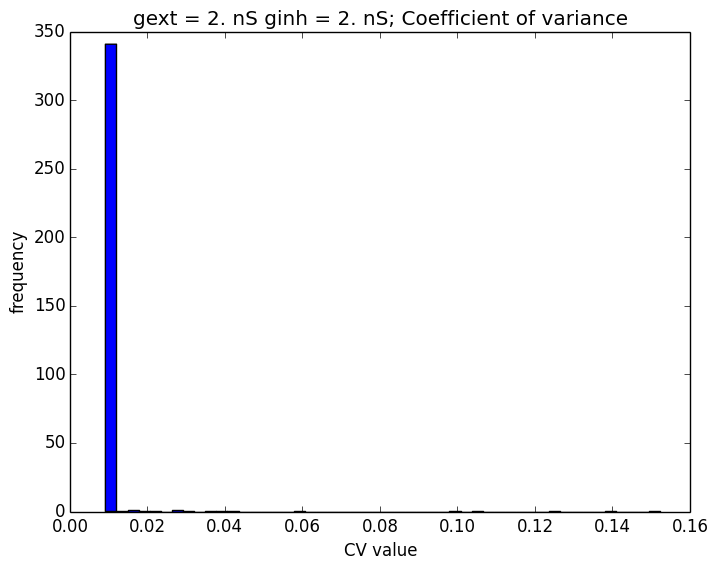 gext = 2. nS ginh = 2. nS; Coefficient of variance
350
300
250
200
150
100
50
0
frequency
0.00 0.02 0.04 0.06 0.08 0.10 0.12 0.14 0.16
CV value